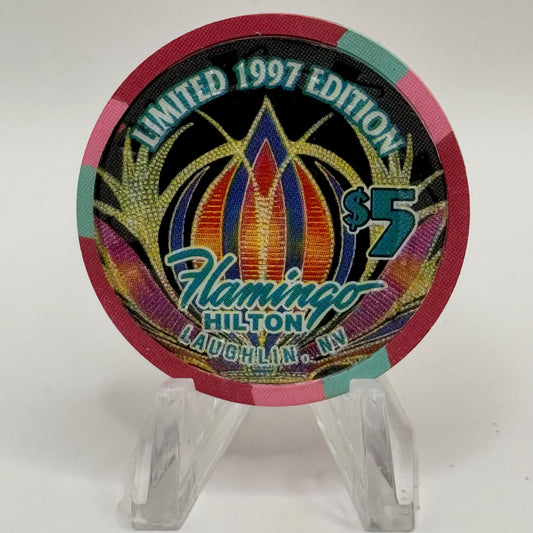 LIMITED 1997 EDITION
$5
Flamingo
HILTON
LAUGHLIN, NV